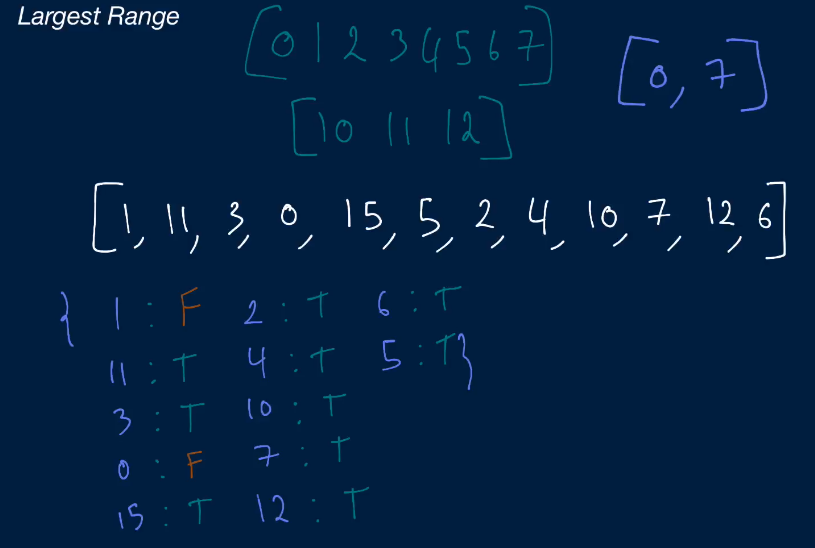 Largest Range
[0 1 2 3 4 5 6 7]
[0, 7]
[10 11 12]
[1, 11, 3, 0, 15, 5, 2, 4, 10, 7, 12, 6]
{ 1 : F 2 : T 6 : T
11 : T 4 : T 5 : T }
3 : T 10 : T
0 : F 7 : T
15 : T 12 : T